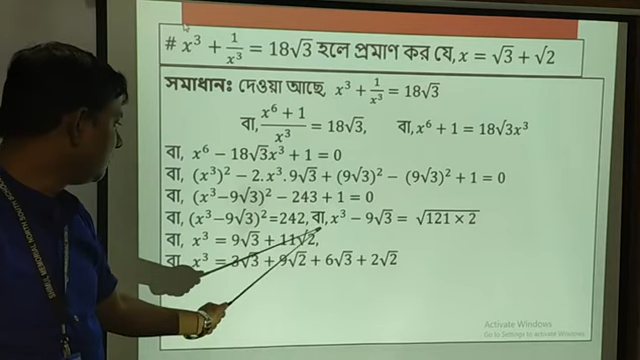 # x³ + 1/x³ = 18√3 হলে প্রমাণ কর যে, x = √3 + √2
সমাধানঃ দেওয়া আছে, x³ + 1/x³ = 18√3
বা, (x⁶ + 1)/x³ = 18√3, বা, x⁶ + 1 = 18√3x³
বা, x⁶ − 18√3x³ + 1 = 0
বা, (x³)² − 2.x³.9√3 + (9√3)² − (9√3)² + 1 = 0
বা, (x³−9√3)² − 243 + 1 = 0
বা, (x³−9√3)²=242, বা, x³ − 9√3 = √(121 × 2)
বা, x³ = 9√3 + 11√2,
বা, x³ = 3√3 + 9√2 + 6√3 + 2√2
Activate Windows
Go to Settings to activate Windows.